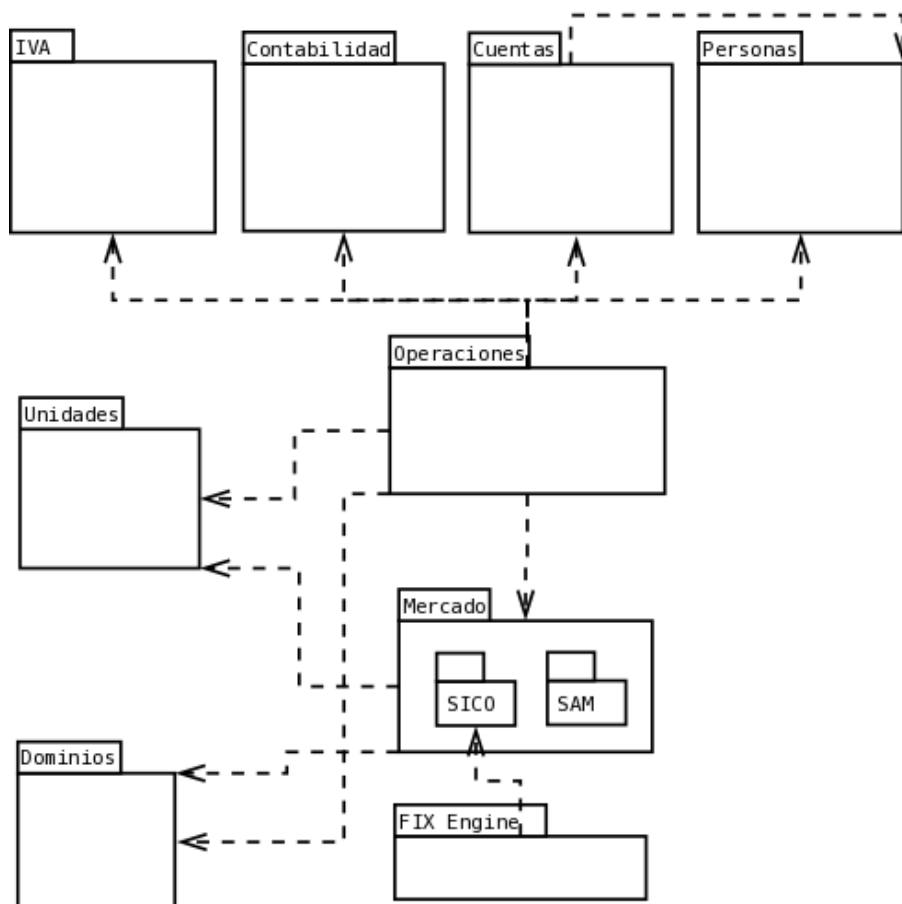 IVA
Contabilidad
Cuentas
Personas
Operaciones
Unidades
Mercado
SICO
SAM
Dominios
FIX Engine